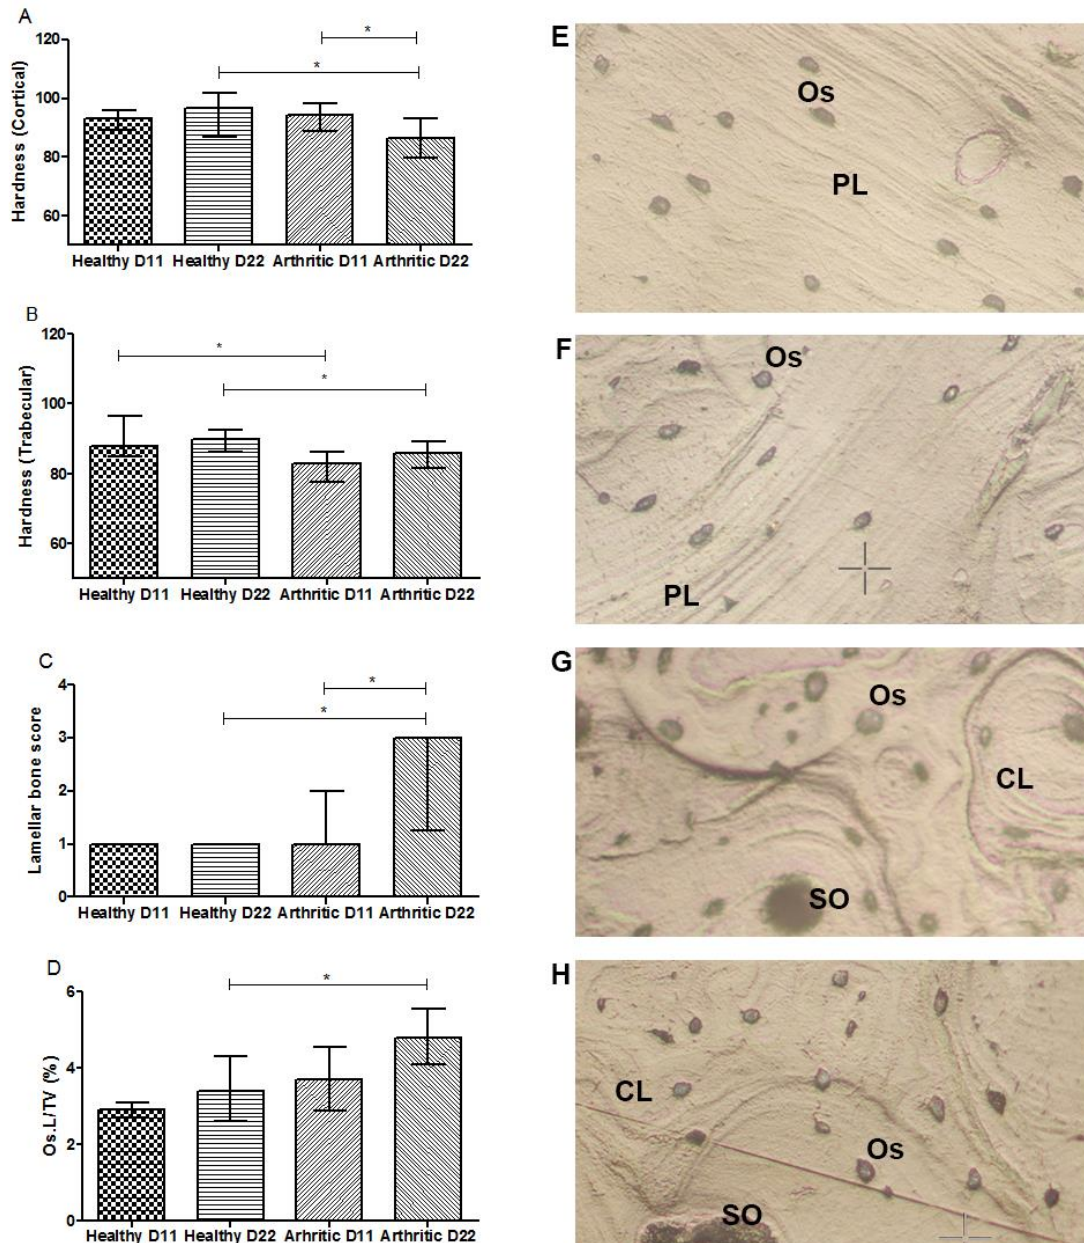 A
Hardness (Cortical)
120
100
80
60
*
*
Healthy D11 Healthy D22 Arthritic D11 Arthritic D22
B
Hardness (Trabecular)
120
100
80
60
*
*
Healthy D11 Healthy D22 Arthritic D11 Arthritic D22
C
Lamellar bone score
4
3
2
1
0
*
*
Healthy D11 Healthy D22 Arthritic D11 Arthritic D22
D
Os.L/TV (%)
6
4
2
0
*
Healthy D11 Healthy D22 Arthritic D11 Arthritic D22
E
Os
PL
F
Os
PL
G
Os
CL
SO
H
CL
Os
SO